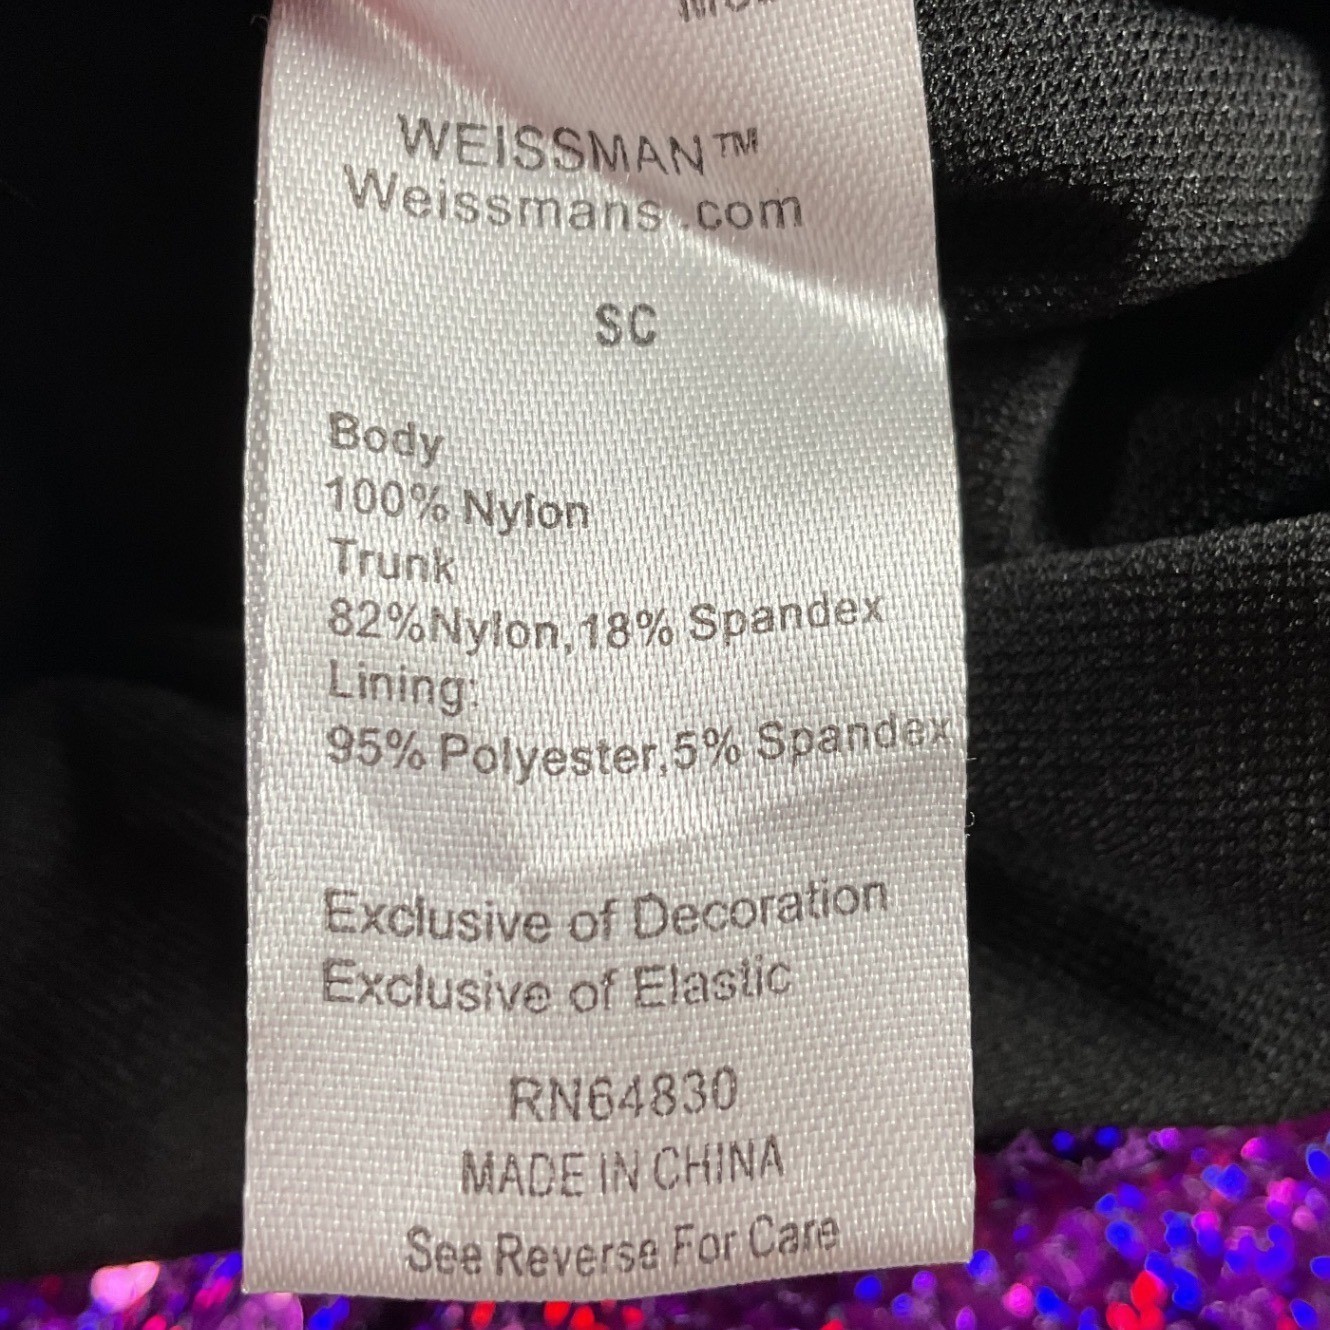 WEISSMAN™
Weissmans.com
SC
Body
100% Nylon
Trunk
82%Nylon,18% Spandex
Lining:
95% Polyester,5% Spandex
Exclusive of Decoration
Exclusive of Elastic
RN64830
MADE IN CHINA
See Reverse For Care